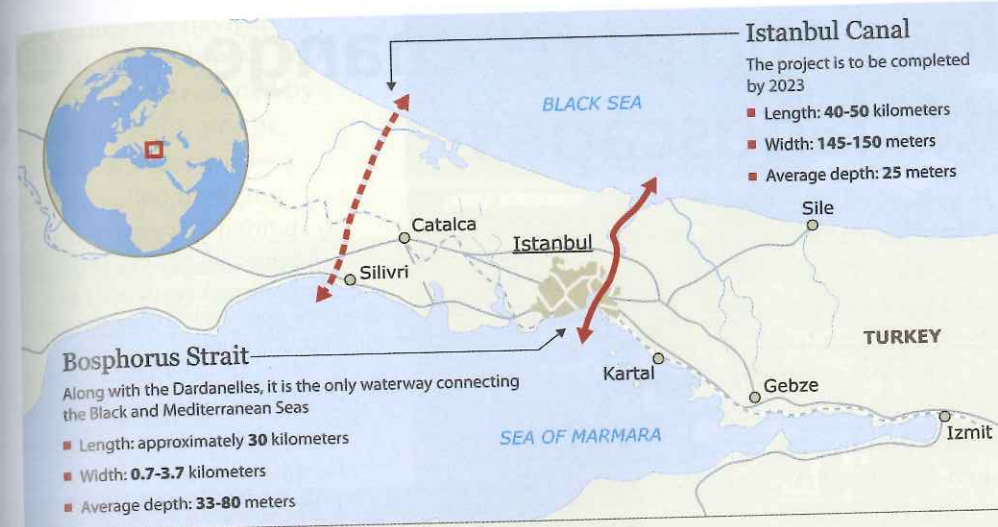 Istanbul Canal
The project is to be completed
by 2023
Length: 40-50 kilometers
Width: 145-150 meters
Average depth: 25 meters
BLACK SEA
Sile
Catalca
Istanbul
Silivri
TURKEY
Bosphorus Strait
Along with the Dardanelles, it is the only waterway connecting
the Black and Mediterranean Seas
Length: approximately 30 kilometers
Width: 0.7-3.7 kilometers
Average depth: 33-80 meters
Kartal
Gebze
SEA OF MARMARA
Izmit